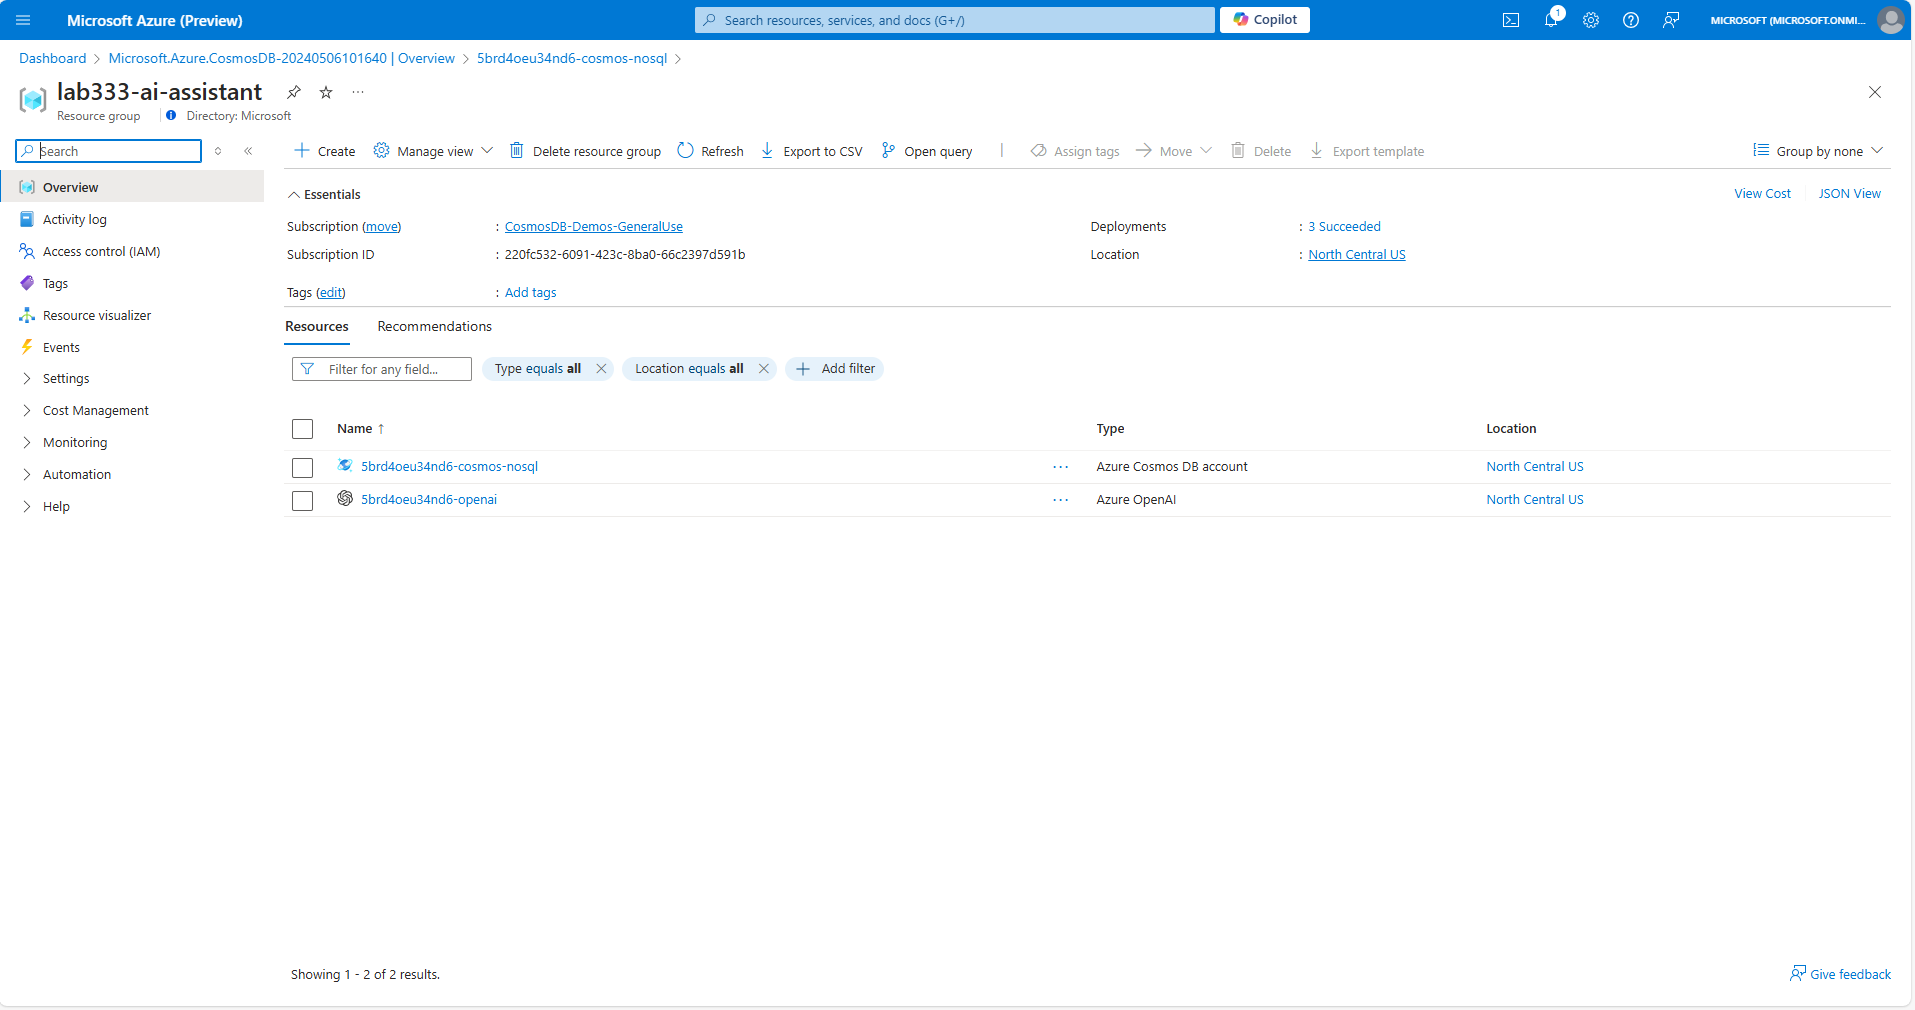 Microsoft Azure (Preview)
Search resources, services, and docs (G+/)
Copilot
1
MICROSOFT (MICROSOFT.ONMI...
Dashboard > Microsoft.Azure.CosmosDB-20240506101640 | Overview > 5brd4oeu34nd6-cosmos-nosql >
lab333-ai-assistant ...
Resource group
Directory: Microsoft
Search
Create
Manage view
Delete resource group
Refresh
Export to CSV
Open query
Assign tags
Move
Delete
Export template
Group by none
Overview
Activity log
Access control (IAM)
Tags
Resource visualizer
Events
Settings
Cost Management
Monitoring
Automation
Help
Essentials
View Cost
JSON View
Subscription (move) : CosmosDB-Demos-GeneralUse
Subscription ID : 220fc532-6091-423c-8ba0-66c2397d591b
Tags (edit) : Add tags
Deployments : 3 Succeeded
Location : North Central US
Resources
Recommendations
Filter for any field...
Type equals all
Location equals all
Add filter
Name ↑ Type Location
5brd4oeu34nd6-cosmos-nosql ... Azure Cosmos DB account North Central US
5brd4oeu34nd6-openai ... Azure OpenAI North Central US
Showing 1 - 2 of 2 results.
Give feedback